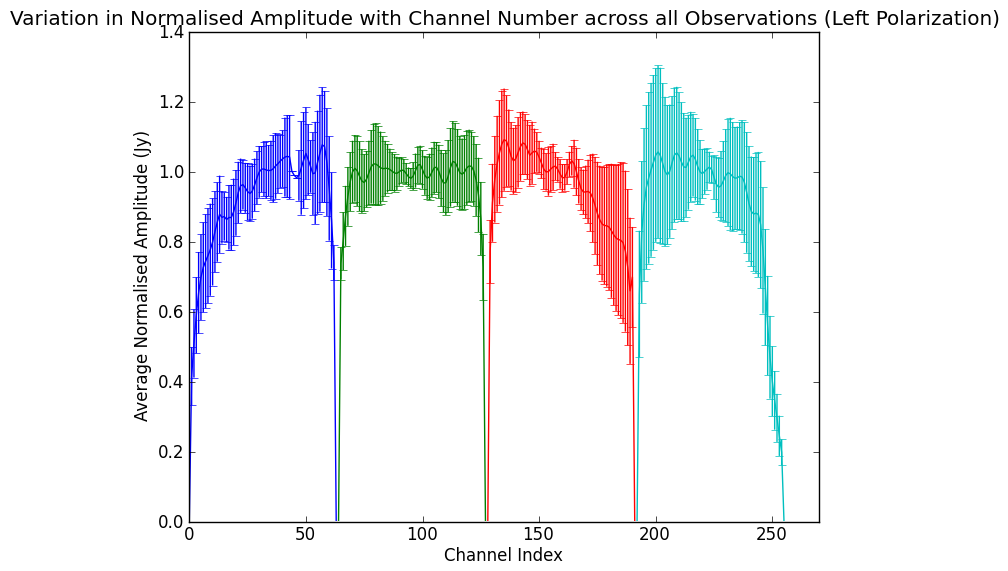 Variation in Normalised Amplitude with Channel Number across all Observations (Left Polarization)
1.4
1.2
1.0
0.8
0.6
0.4
0.2
0.0
Average Normalised Amplitude (Jy)
0 50 100 150 200 250
Channel Index